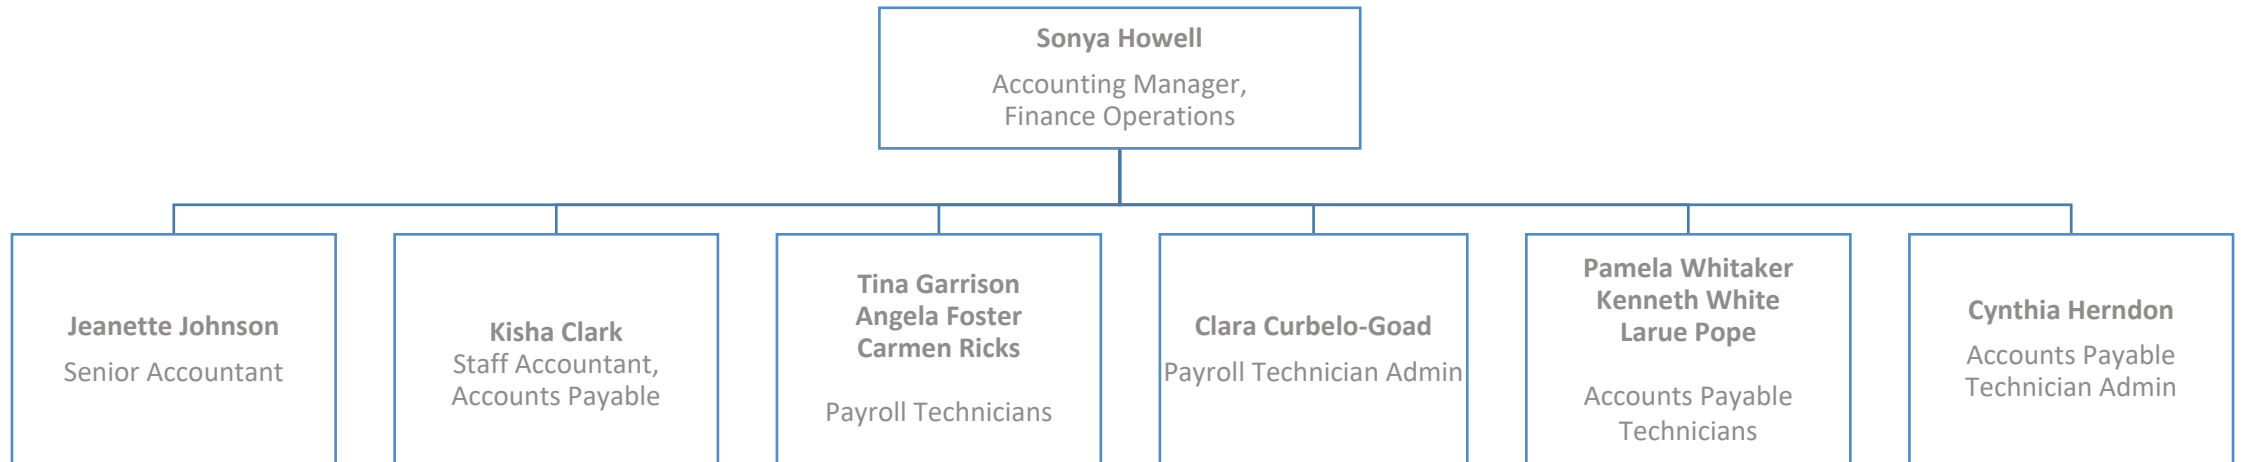 Sonya Howell
Accounting Manager,
Finance Operations
Jeanette Johnson
Senior Accountant
Kisha Clark
Staff Accountant,
Accounts Payable
Tina Garrison
Angela Foster
Carmen Ricks
Payroll Technicians
Clara Curbelo-Goad
Payroll Technician Admin
Pamela Whitaker
Kenneth White
Larue Pope
Accounts Payable
Technicians
Cynthia Herndon
Accounts Payable
Technician Admin